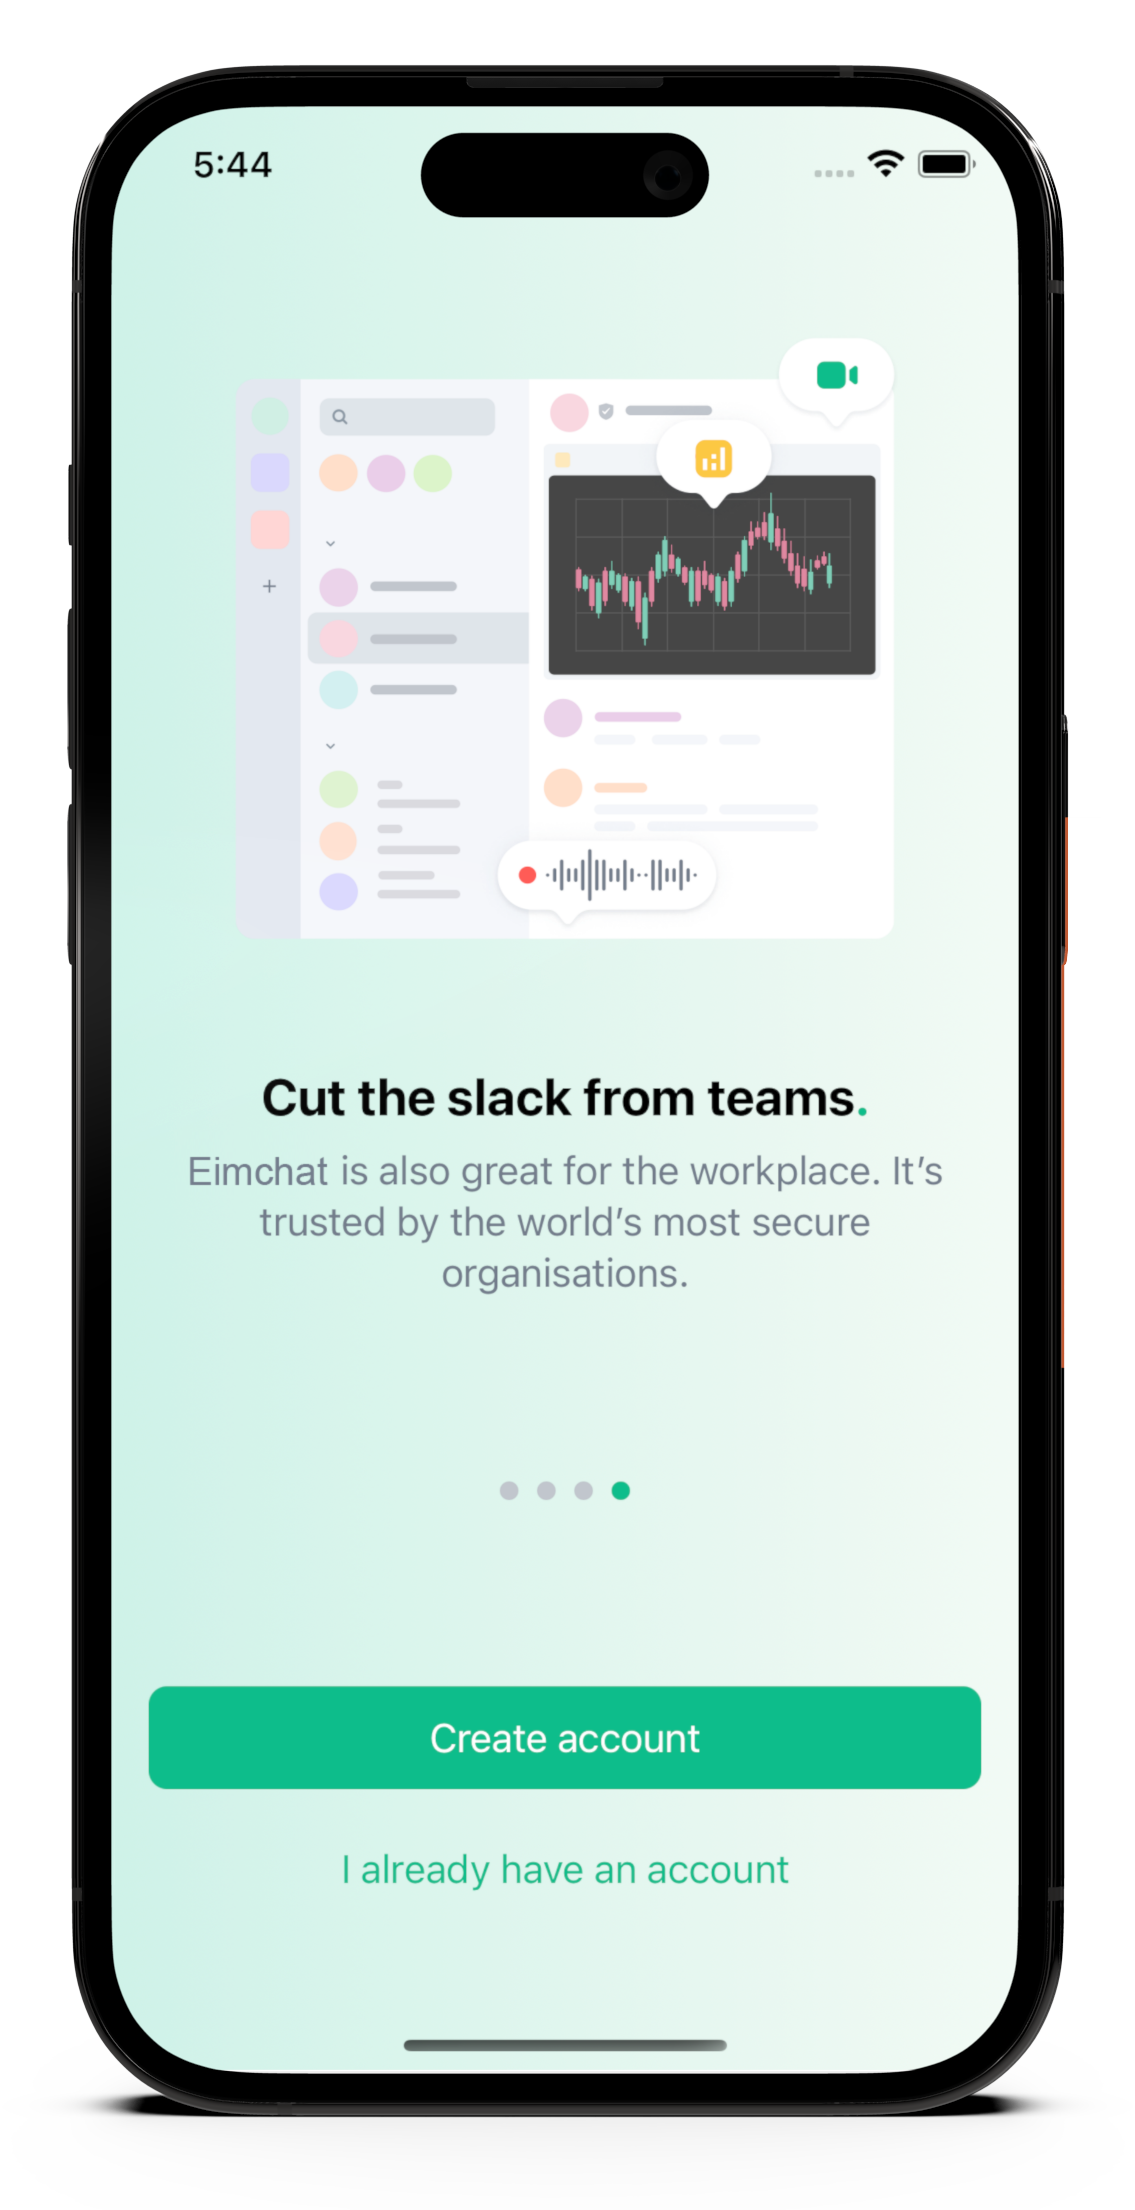 5:44
Cut the slack from teams.
Eimchat is also great for the workplace. It’s
trusted by the world’s most secure
organisations.
Create account
I already have an account